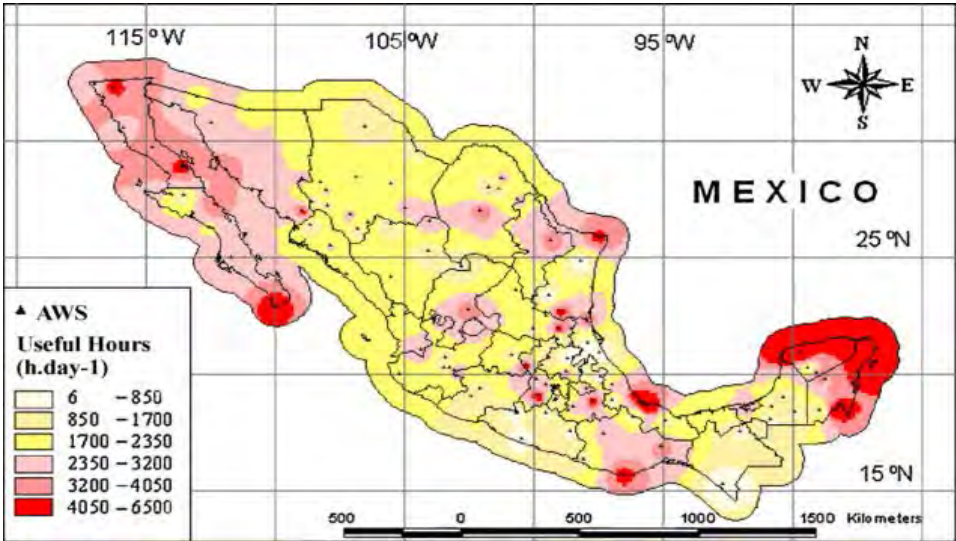 115 ºW 105 ºW 95 ºW
N
W E
S
MEXICO
25 ºN
AWS
Useful Hours
(h.day-1)
6 – 850
850 – 1700
1700 – 2350
2350 – 3200
3200 – 4050
4050 – 6500
15 ºN
500 0 500 1000 1500 Kilometers